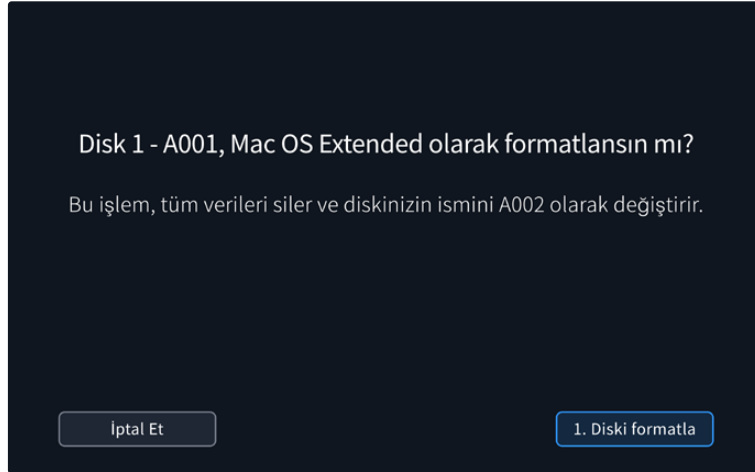 Disk 1 - A001, Mac OS Extended olarak formatlansın mı?
Bu işlem, tüm verileri siler ve diskinizin ismini A002 olarak değiştirir.
İptal Et
1. Diski formatla